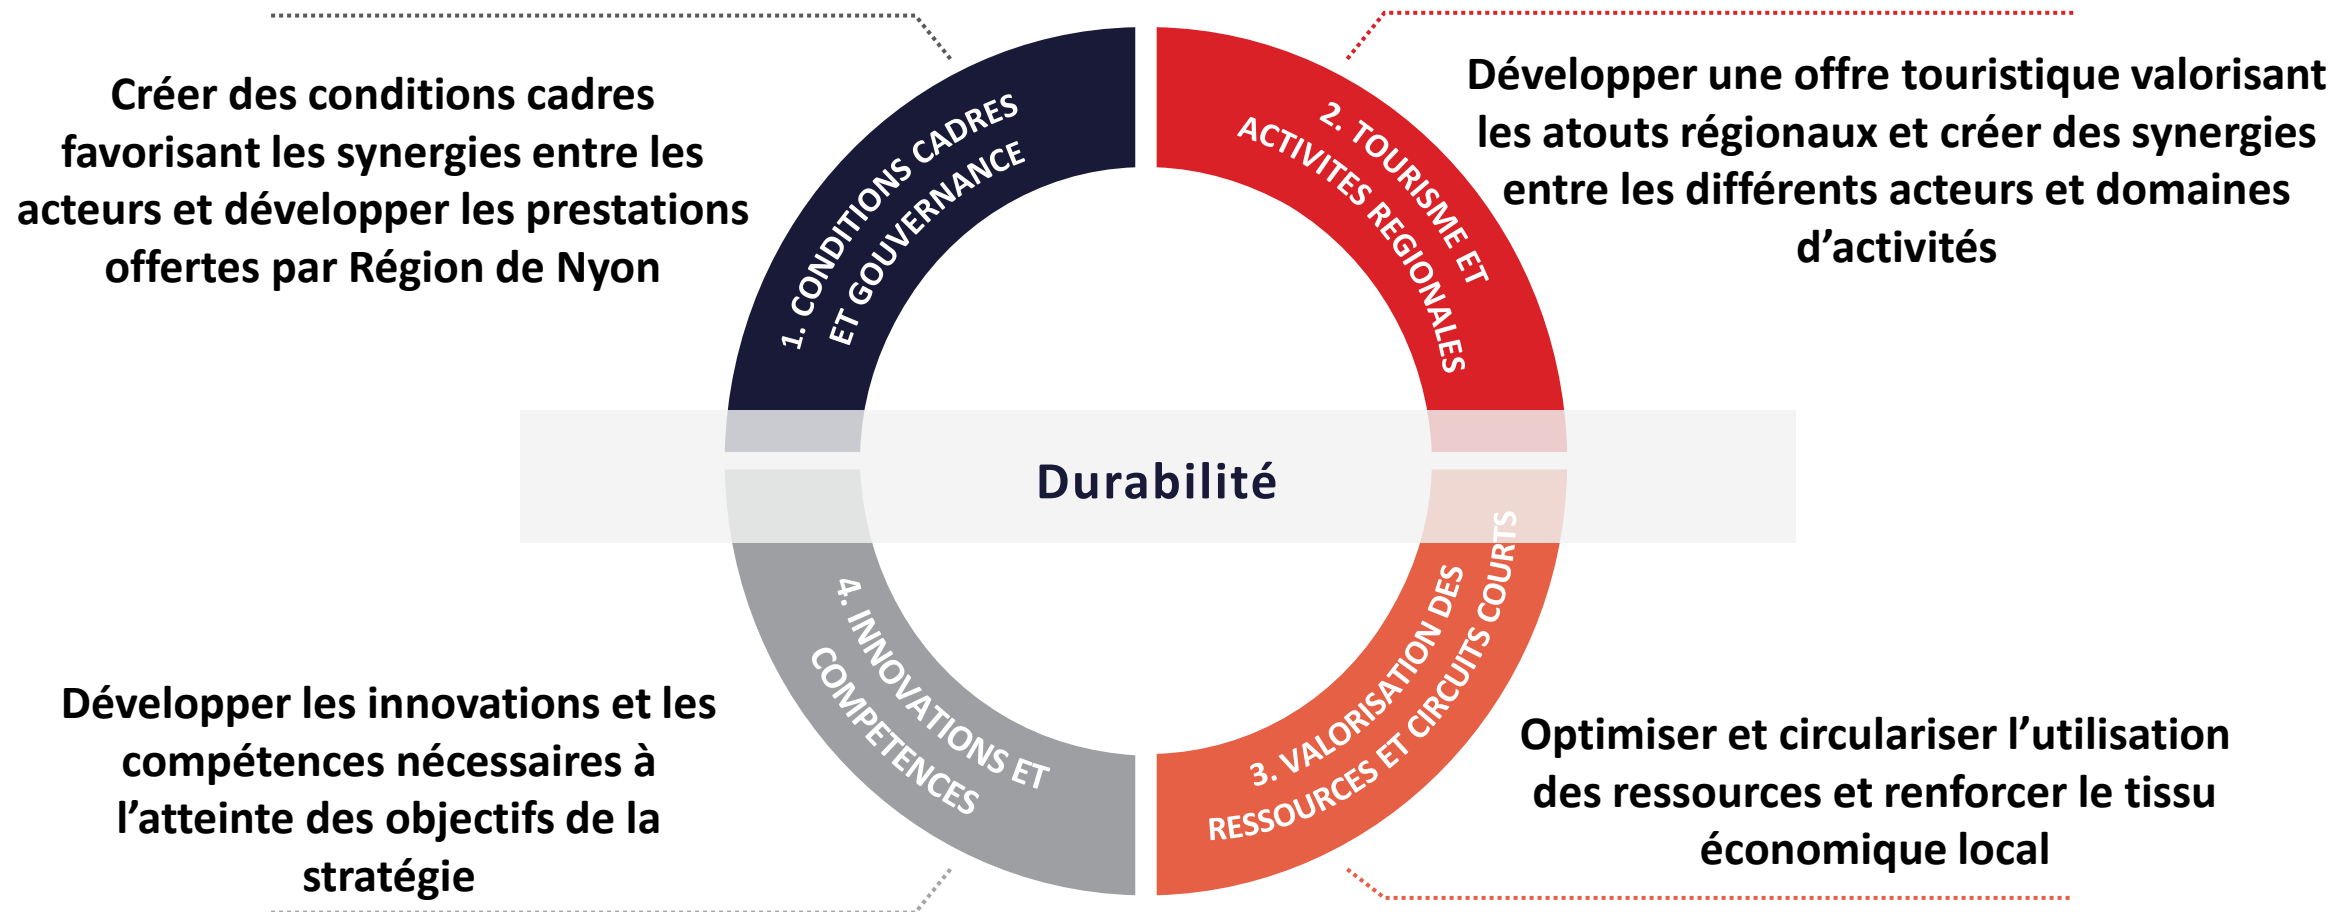 Créer des conditions cadres
favorisant les synergies entre les
acteurs et développer les prestations
offertes par Région de Nyon
1. CONDITIONS CADRES
ET GOUVERNANCE
2. TOURISME ET
ACTIVITES REGIONALES
Développer une offre touristique valorisant
les atouts régionaux et créer des synergies
entre les différents acteurs et domaines
d’activités
Durabilité
Développer les innovations et les
compétences nécessaires à
l’atteinte des objectifs de la
stratégie
4. INNOVATIONS ET
COMPETENCES
3. VALORISATION DES
RESSOURCES ET CIRCUITS COURTS
Optimiser et circulariser l’utilisation
des ressources et renforcer le tissu
économique local